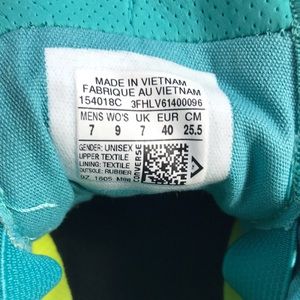 MADE IN VIETNAM
FABRIQUE AU VIETNAM
154018C 3FHLV61400096
MENS WO'S UK EUR CM
7 9 7 40 25.5
GENDER: UNISEX
UPPER: TEXTILE
LINING: TEXTILE
OUTSOLE: RUBBER
CONVERSE